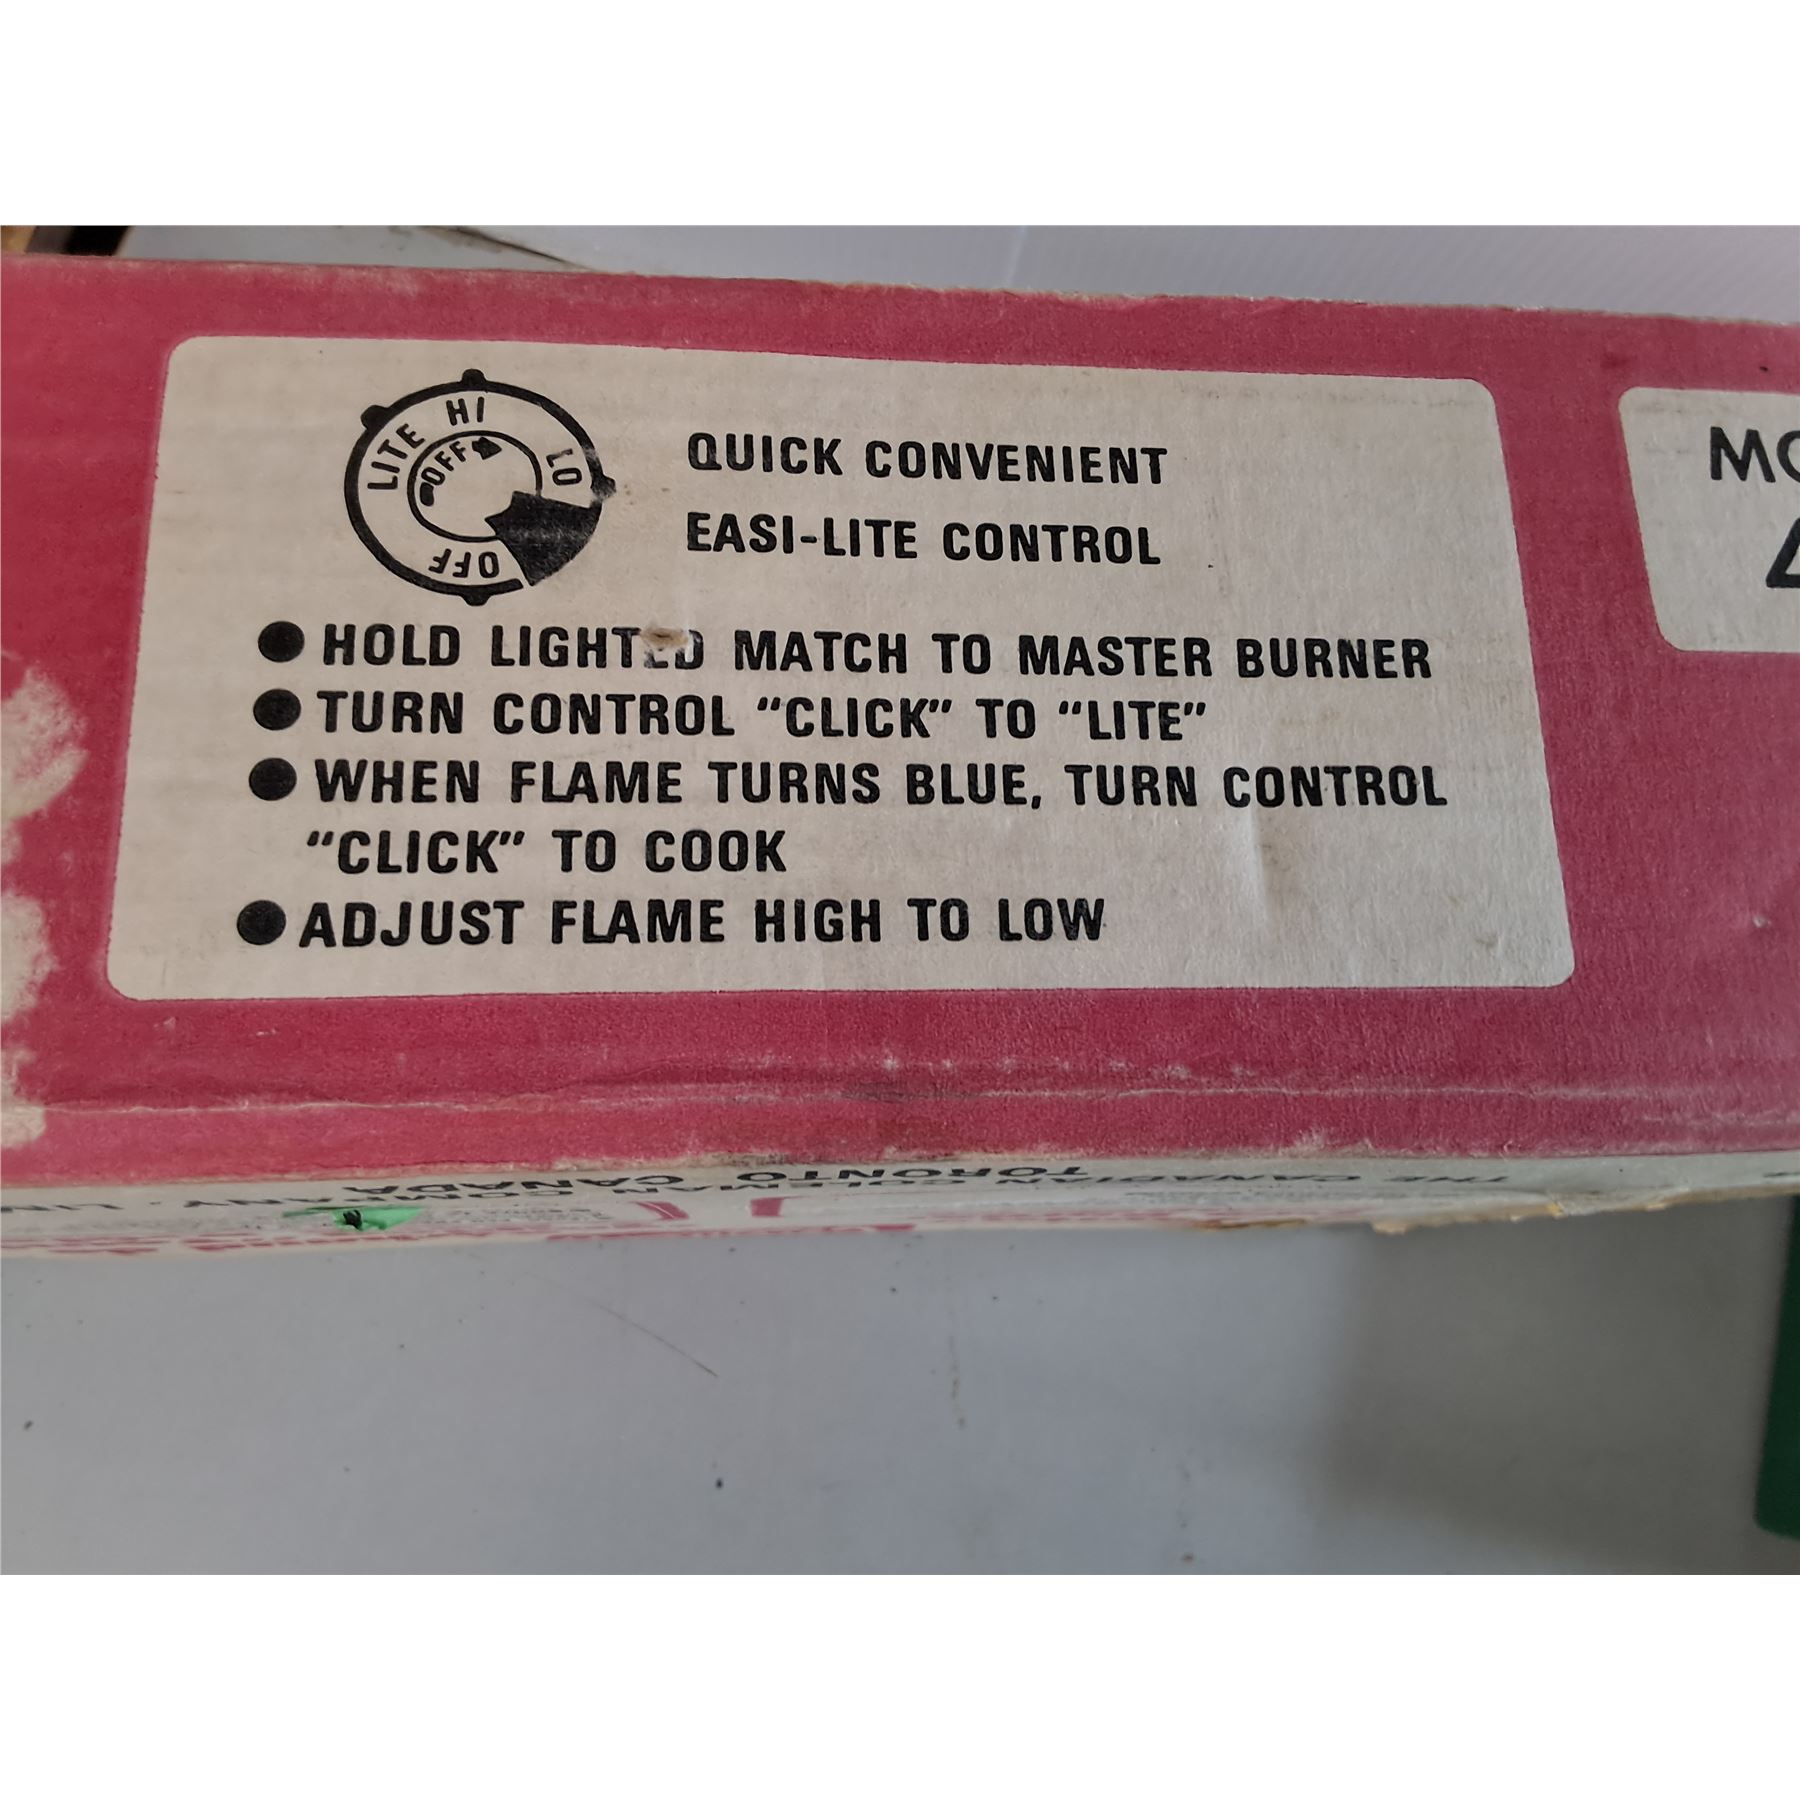 LITE HI LO
OFF
OFF
QUICK CONVENIENT
EASI-LITE CONTROL
● HOLD LIGHTED MATCH TO MASTER BURNER
● TURN CONTROL “CLICK” TO “LITE”
● WHEN FLAME TURNS BLUE, TURN CONTROL
“CLICK” TO COOK
● ADJUST FLAME HIGH TO LOW
THE CANADIAN COLEMAN COMPANY
TORONTO CANADA